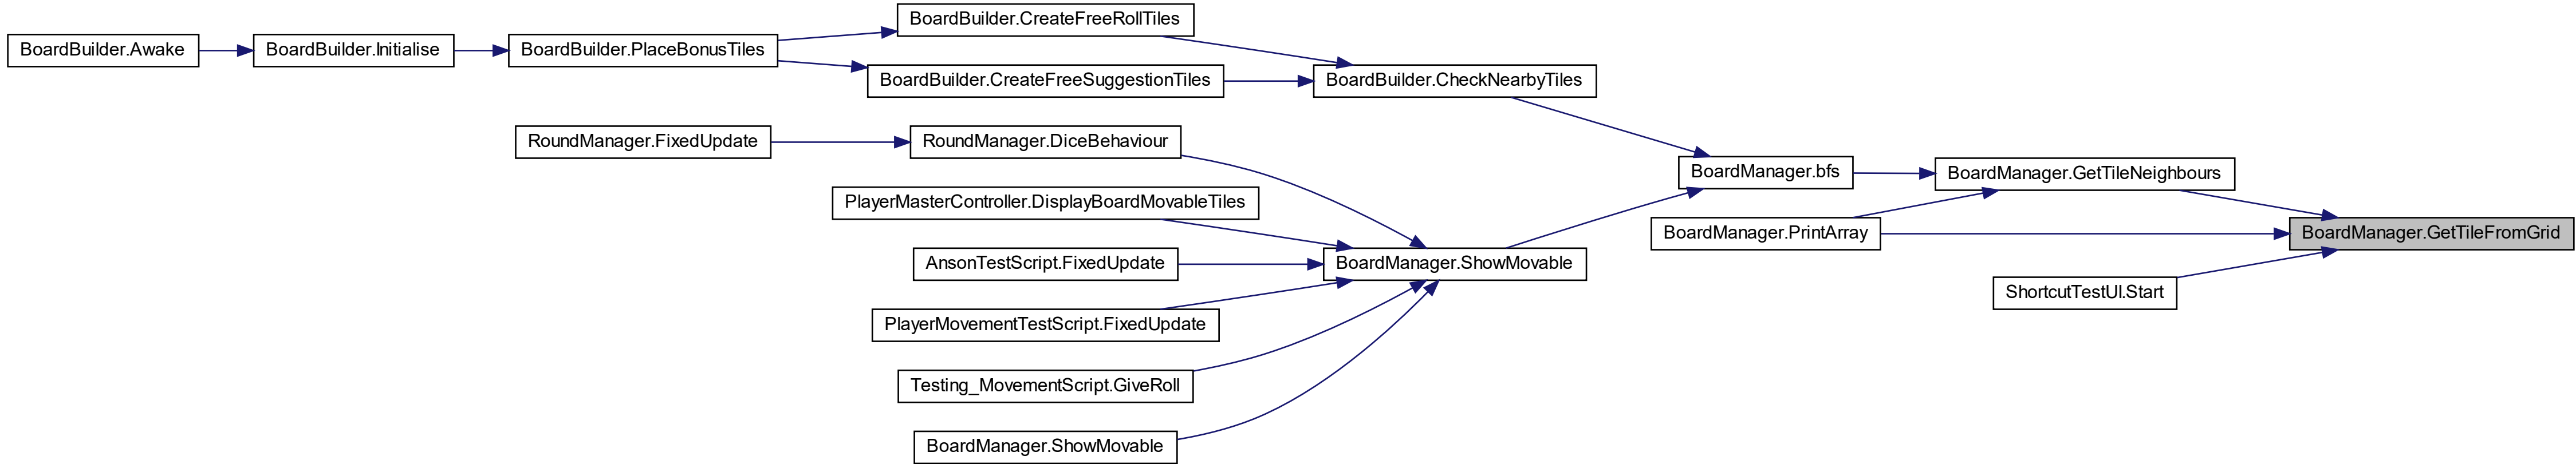 BoardBuilder.Awake
BoardBuilder.Initialise
BoardBuilder.PlaceBonusTiles
BoardBuilder.CreateFreeRollTiles
BoardBuilder.CreateFreeSuggestionTiles
BoardBuilder.CheckNearbyTiles
RoundManager.FixedUpdate
RoundManager.DiceBehaviour
PlayerMasterController.DisplayBoardMovableTiles
AnsonTestScript.FixedUpdate
PlayerMovementTestScript.FixedUpdate
Testing_MovementScript.GiveRoll
BoardManager.ShowMovable
BoardManager.ShowMovable
BoardManager.bfs
BoardManager.PrintArray
BoardManager.GetTileNeighbours
ShortcutTestUI.Start
BoardManager.GetTileFromGrid